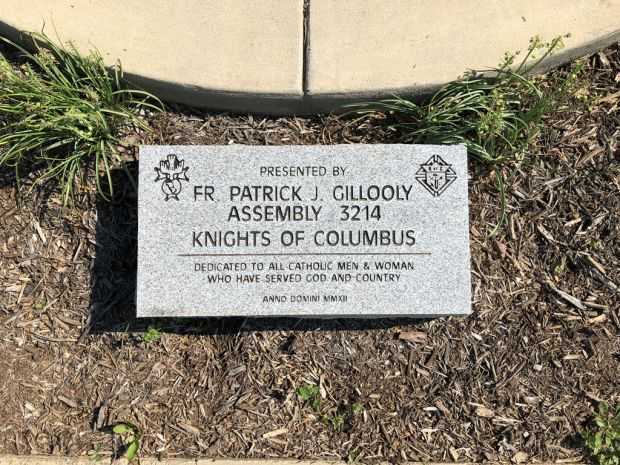 PRESENTED BY
FR. PATRICK J. GILLOOLY
ASSEMBLY 3214
KNIGHTS OF COLUMBUS
DEDICATED TO ALL CATHOLIC MEN & WOMAN
WHO HAVE SERVED GOD AND COUNTRY
ANNO DOMINI MMXII